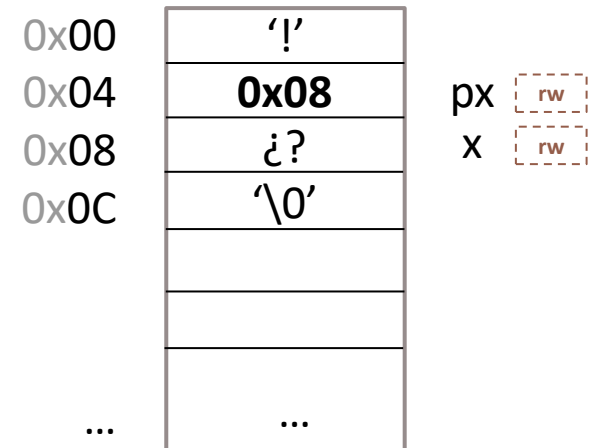 0x00 ‘!’
0x04 0x08 px rw
0x08 ¿? x rw
0x0C ‘\0’
... ...